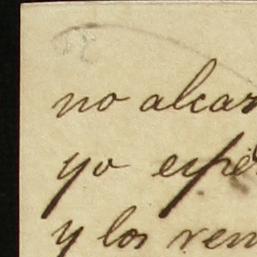 no alcan
yo espe
y los ven